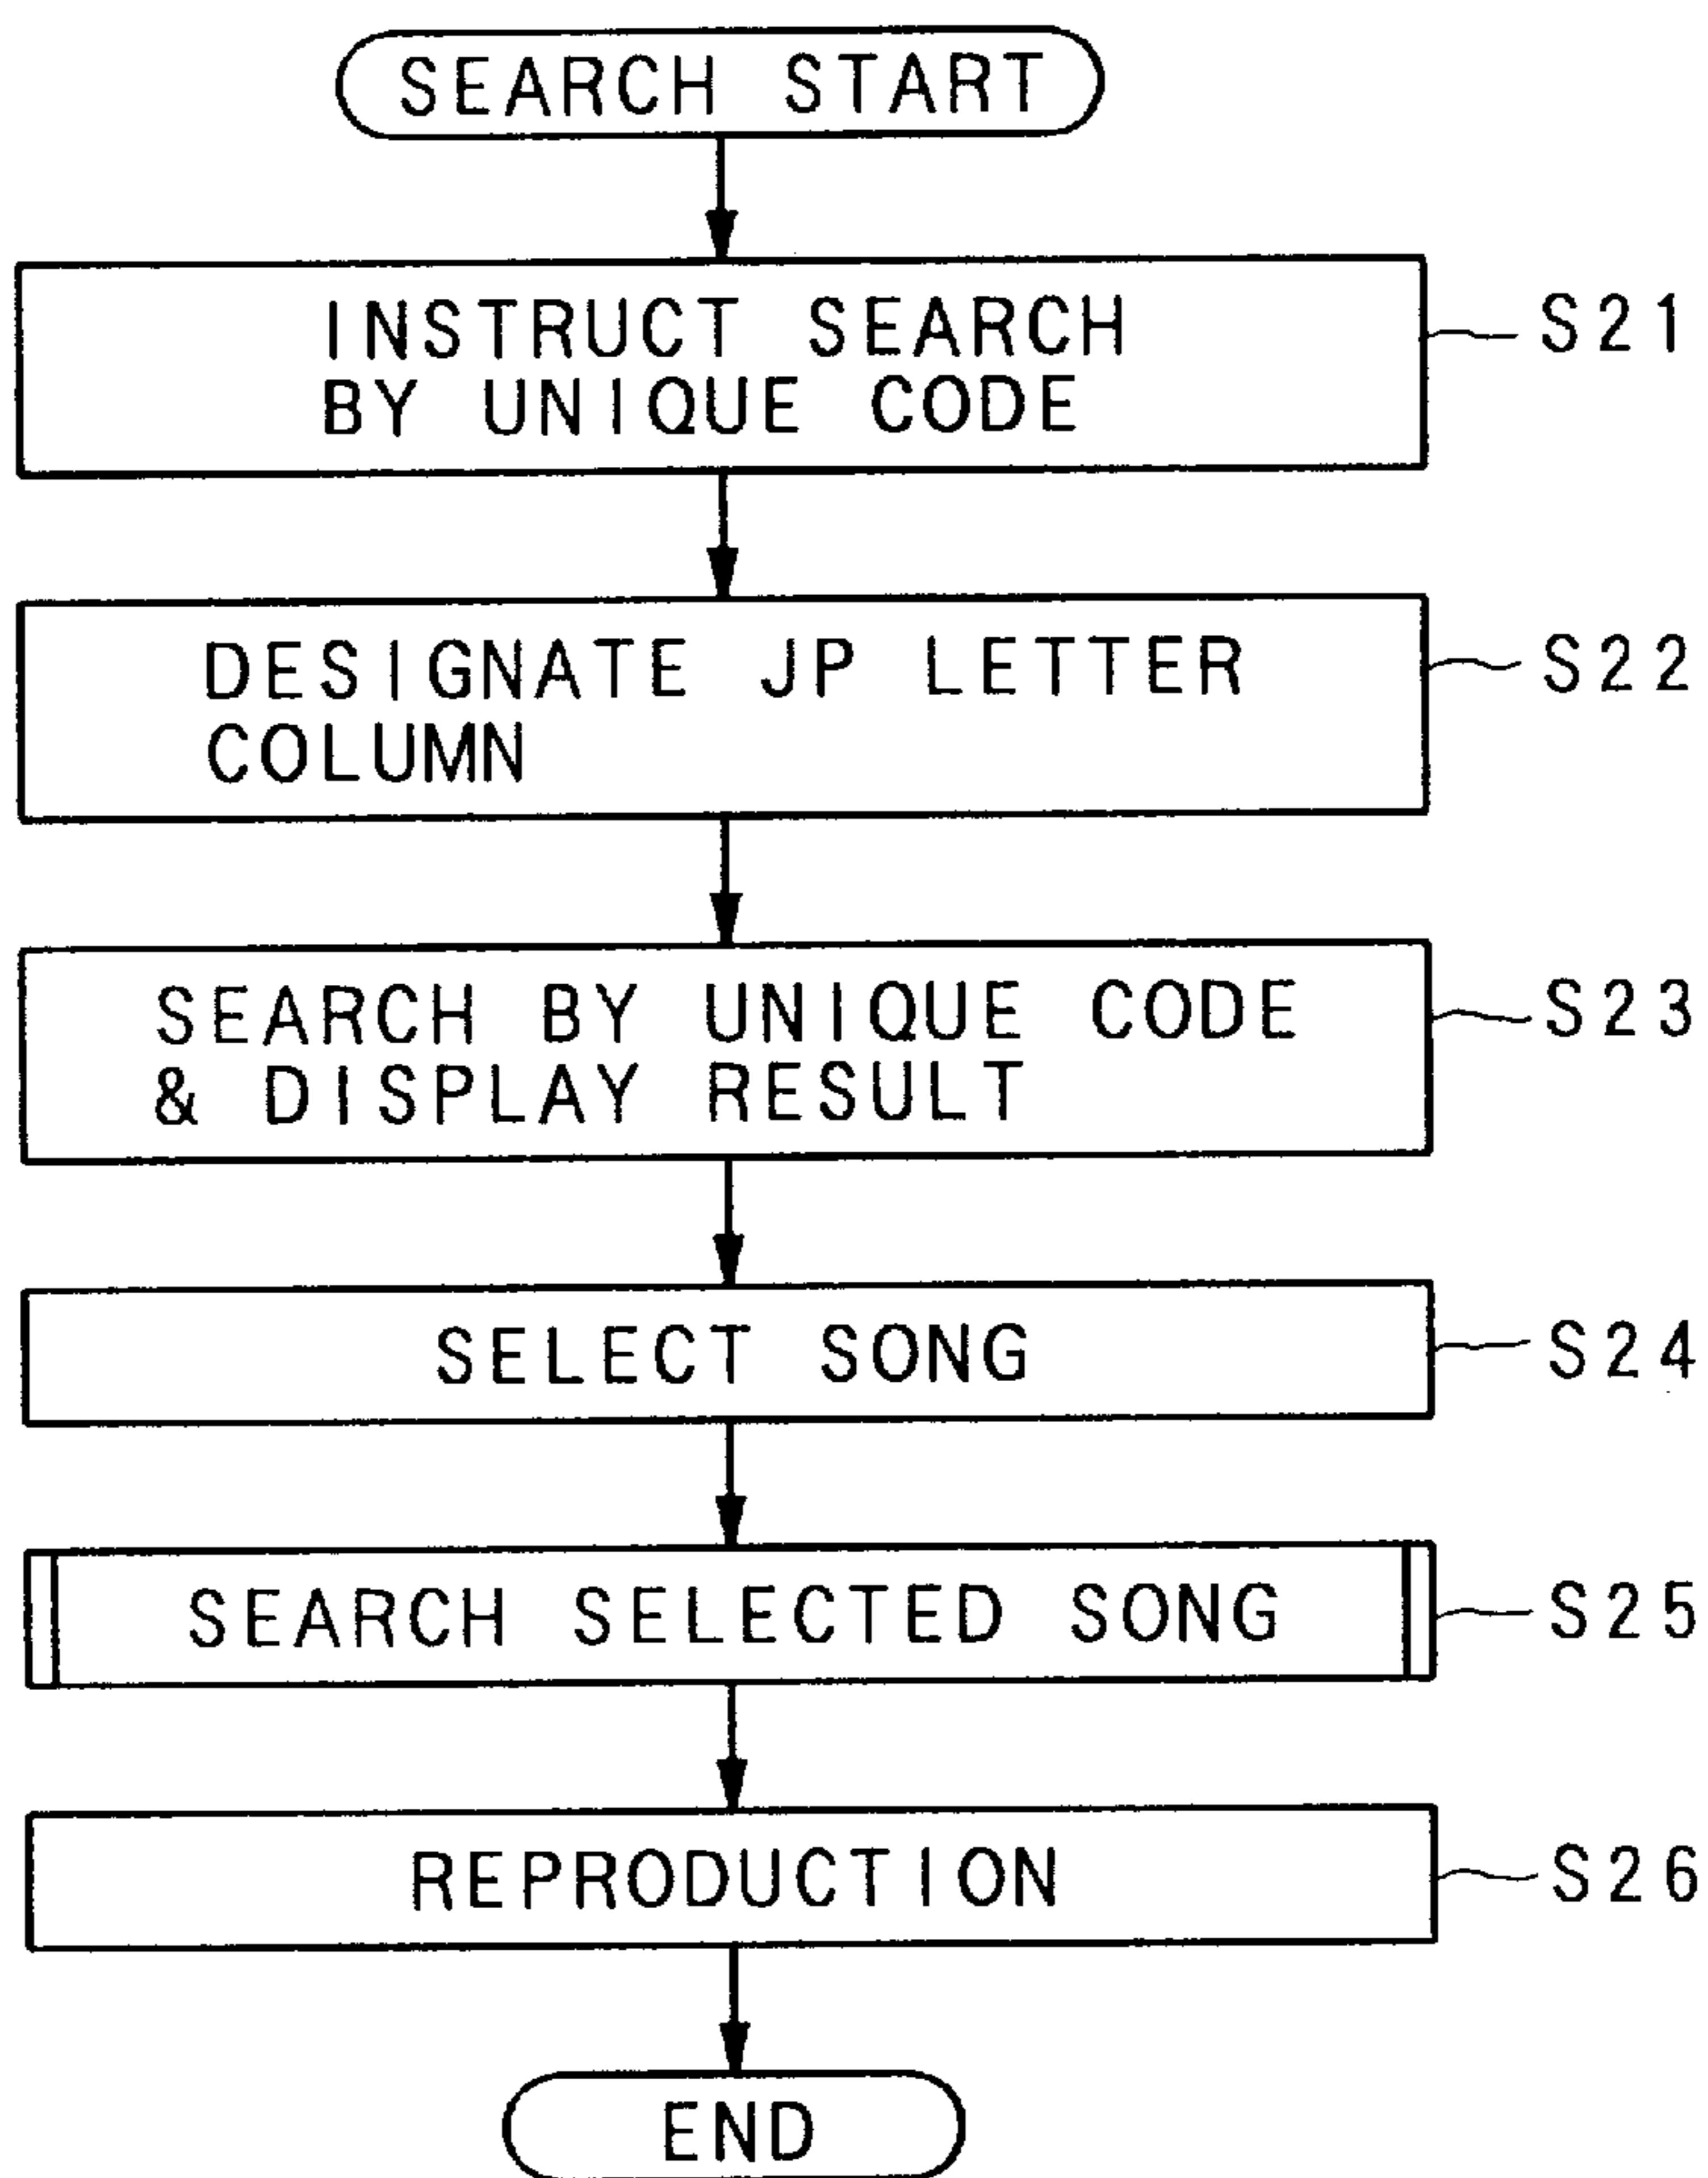 SEARCH START
INSTRUCT SEARCH
BY UNIQUE CODE
S21
DESIGNATE JP LETTER
COLUMN
S22
SEARCH BY UNIQUE CODE
& DISPLAY RESULT
S23
SELECT SONG
S24
SEARCH SELECTED SONG
S25
REPRODUCTION
S26
END